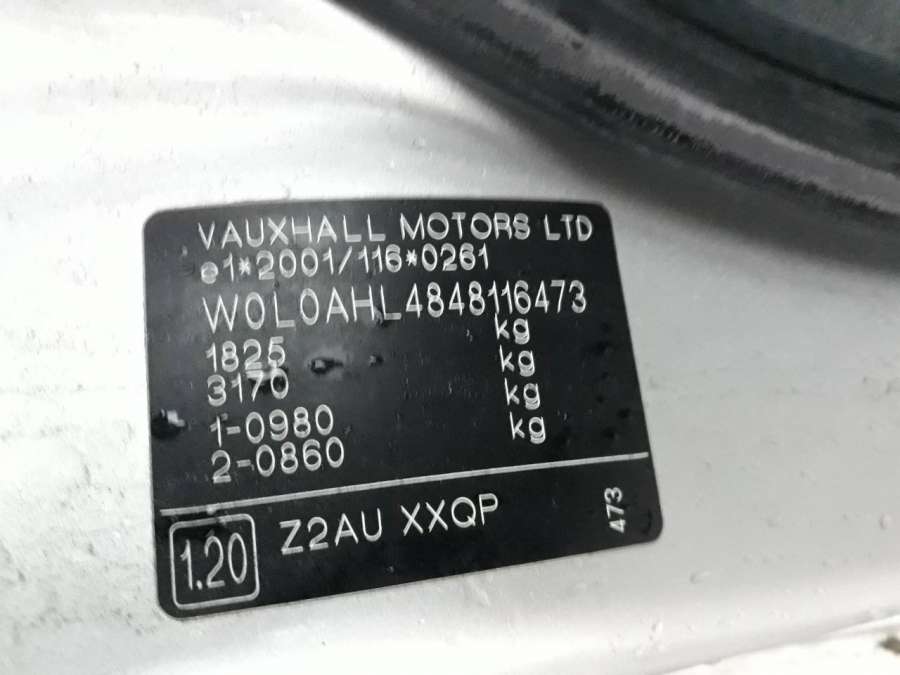 VAUXHALL MOTORS LTD
e1*2001/116*0261
W0L0AHL4848116473
1825 kg
3170 kg
1-0980 kg
2-0860 kg
1.20 Z2AU XXQP 473